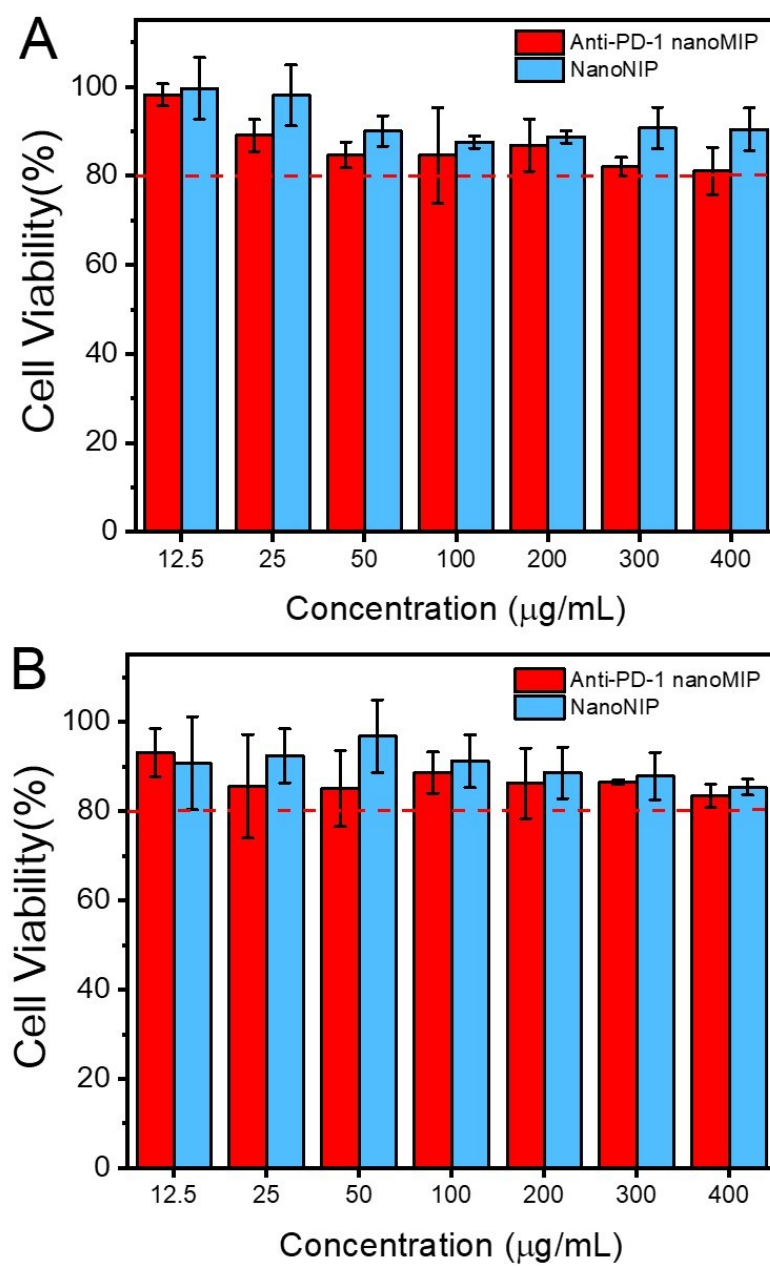 A
Anti-PD-1 nanoMIP
NanoNIP
Cell Viability(%)
100
80
60
40
20
0
12.5 25 50 100 200 300 400
Concentration (μg/mL)
B
Anti-PD-1 nanoMIP
NanoNIP
Cell Viability(%)
100
80
60
40
20
0
12.5 25 50 100 200 300 400
Concentration (μg/mL)